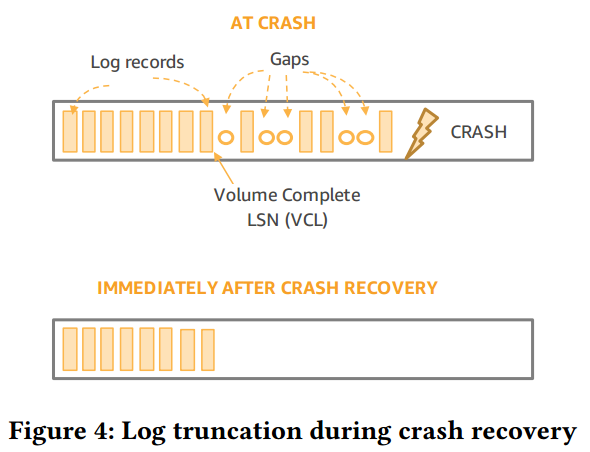 AT CRASH
Log records
Gaps
CRASH
Volume Complete
LSN (VCL)
IMMEDIATELY AFTER CRASH RECOVERY
Figure 4: Log truncation during crash recovery